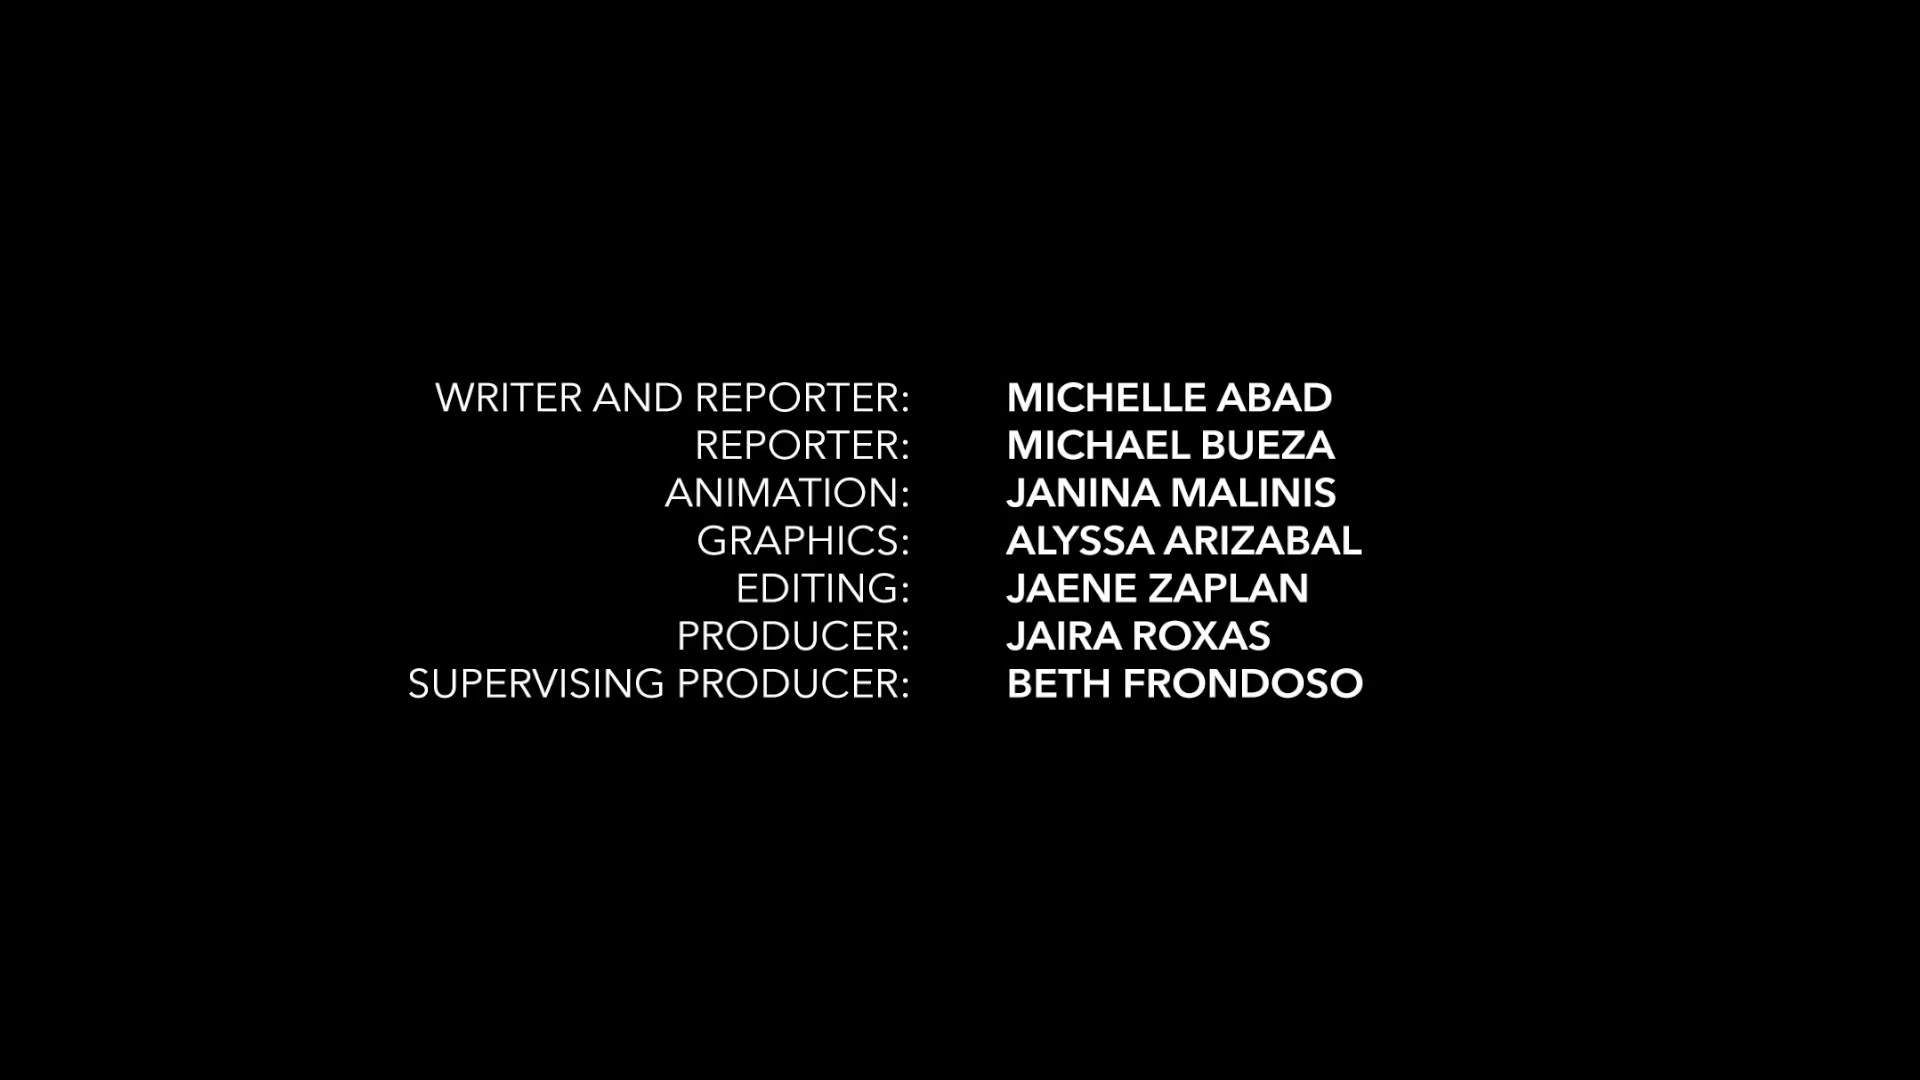 WRITER AND REPORTER: MICHELLE ABAD
REPORTER: MICHAEL BUEZA
ANIMATION: JANINA MALINIS
GRAPHICS: ALYSSA ARIZABAL
EDITING: JAENE ZAPLAN
PRODUCER: JAIRA ROXAS
SUPERVISING PRODUCER: BETH FRONDOSO